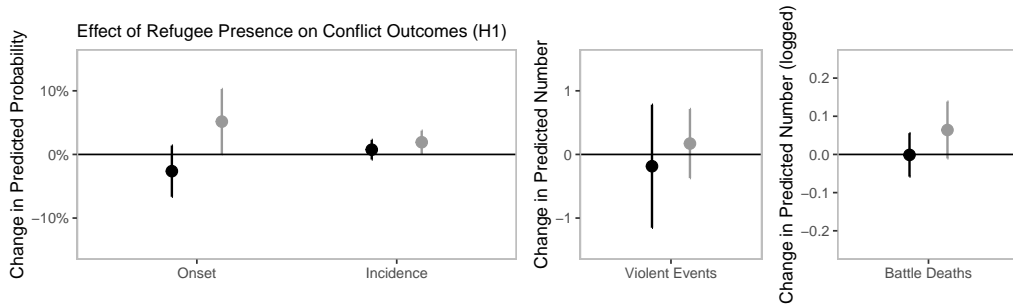 Effect of Refugee Presence on Conflict Outcomes (H1)
Change in Predicted Probability
10%
0%
−10%
Onset
Incidence
Change in Predicted Number
1
0
−1
Violent Events
Change in Predicted Number (logged)
0.2
0.1
0.0
−0.1
−0.2
Battle Deaths